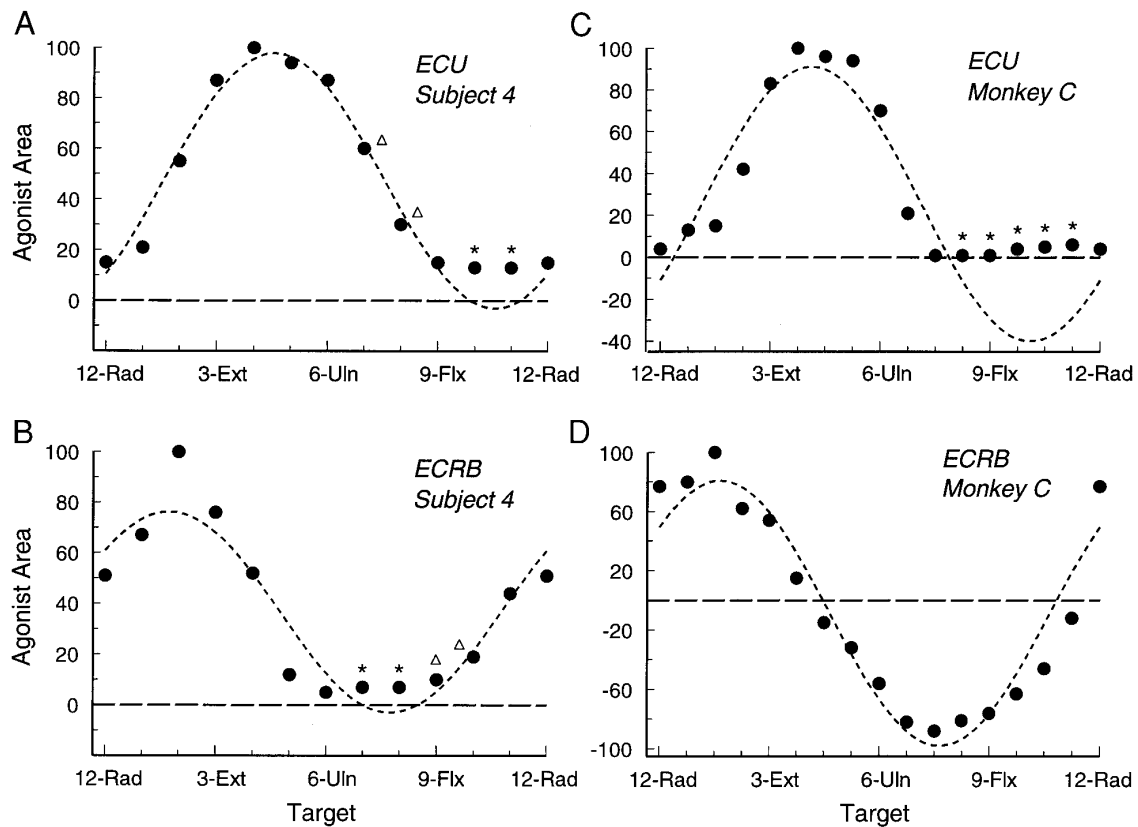 A
100
80
60
40
20
0
Agonist Area
ECU
Subject 4
△
△
* *
12-Rad 3-Ext 6-Uln 9-Flx 12-Rad
C
100
80
60
40
20
0
-20
-40
ECU
Monkey C
* * * * *
12-Rad 3-Ext 6-Uln 9-Flx 12-Rad
B
100
80
60
40
20
0
Agonist Area
ECRB
Subject 4
* * △ △
12-Rad 3-Ext 6-Uln 9-Flx 12-Rad
Target
D
100
60
20
-20
-60
-100
ECRB
Monkey C
12-Rad 3-Ext 6-Uln 9-Flx 12-Rad
Target